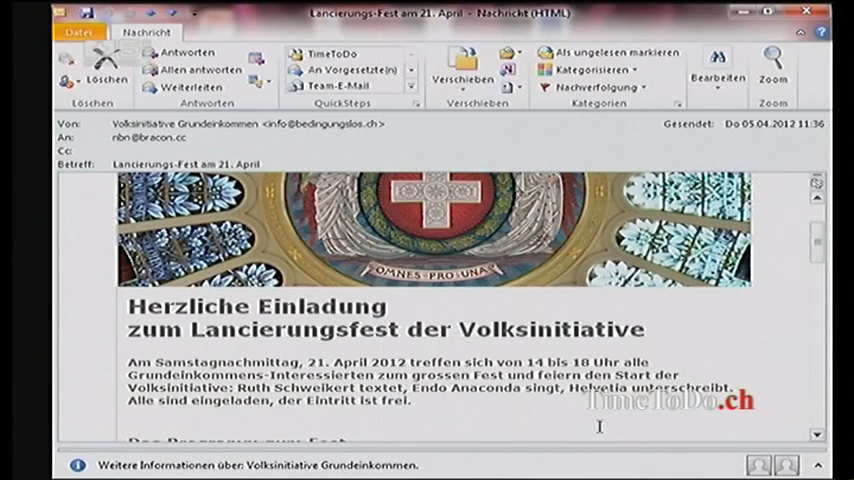 Lancierungs-Fest am 21. April - Nachricht (HTML)
Datei Nachricht
Löschen
Löschen
Antworten
Allen antworten
Weiterleiten
Antworten
TimeToDo
An Vorgesetzte(n)
Team-E-Mail
QuickSteps
Verschieben
Verschieben
Als ungelesen markieren
Kategorisieren
Nachverfolgung
Kategorien
Bearbeiten
Zoom
Zoom
Von: Volksinitiative Grundeinkommen <info@bedingungslos.ch>
Gesendet: Do 05.04.2012 11:36
An: nbn@bracon.cc
Cc:
Betreff: Lancierungs-Fest am 21. April
OMNES PRO UNA
Herzliche Einladung
zum Lancierungsfest der Volksinitiative
Am Samstagnachmittag, 21. April 2012 treffen sich von 14 bis 18 Uhr alle
Grundeinkommens-Interessierten zum grossen Fest und feiern den Start der
Volksinitiative: Ruth Schweikert textet, Endo Anaconda singt, Helvetia unterschreibt.
Alle sind eingeladen, der Eintritt ist frei.
TimeToDo.ch
Das Programm zum Fest
Weitere Informationen über: Volksinitiative Grundeinkommen.